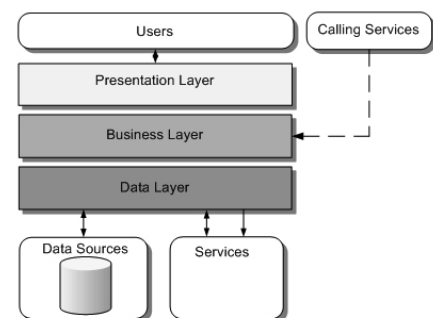 Users
Calling Services
Presentation Layer
Business Layer
Data Layer
Data Sources
Services